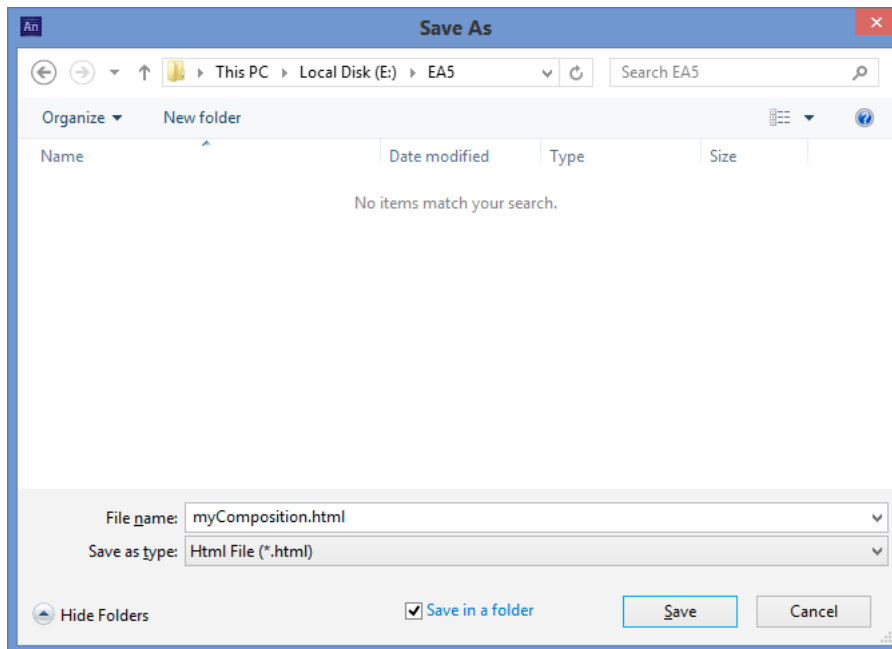 An
Save As
This PC Local Disk (E:) EA5 Search EA5
Organize New folder
Name Date modified Type Size
No items match your search.
File name: myComposition.html
Save as type: Html File (*.html)
Hide Folders Save in a folder Save Cancel